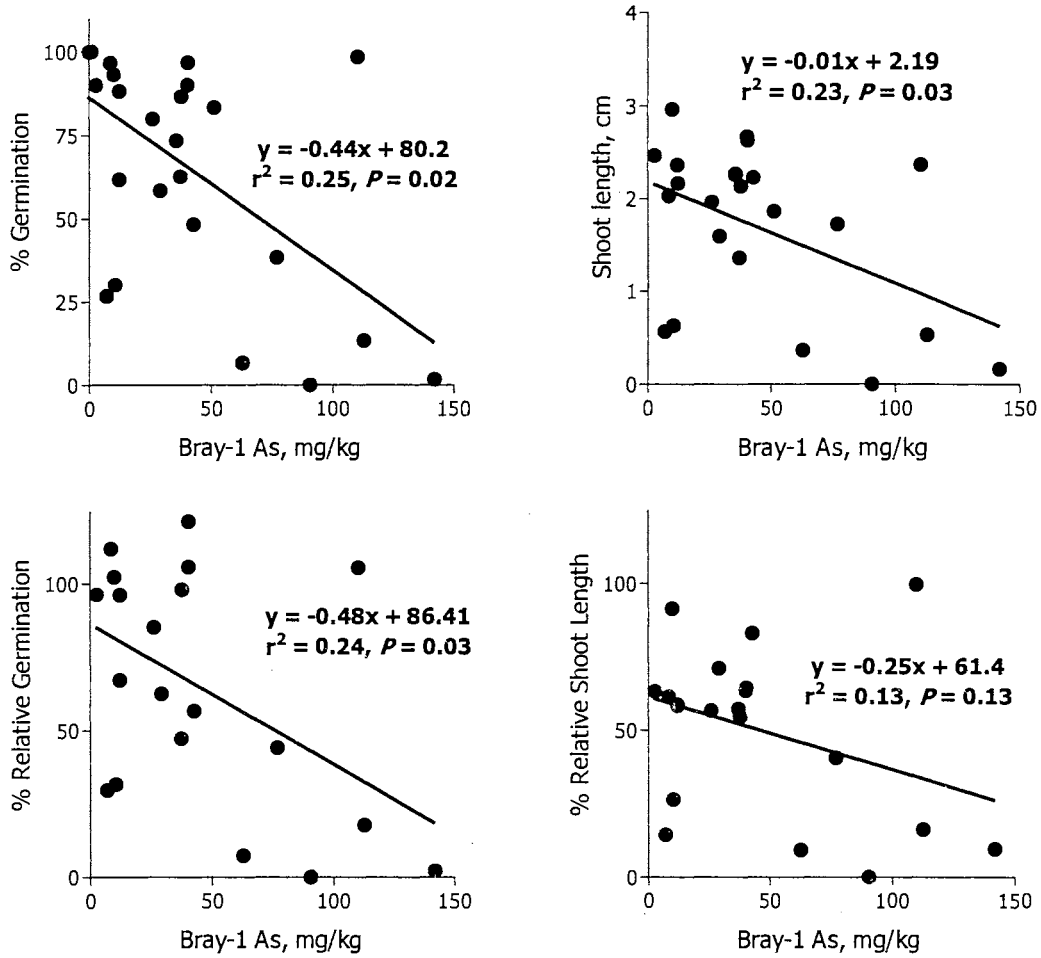 100
75
50
25
0
% Germination
y = -0.44x + 80.2
r² = 0.25, P = 0.02
0 50 100 150
Bray-1 As, mg/kg
4
3
2
1
0
Shoot length, cm
y = -0.01x + 2.19
r² = 0.23, P = 0.03
0 50 100 150
Bray-1 As, mg/kg
100
50
0
% Relative Germination
y = -0.48x + 86.41
r² = 0.24, P = 0.03
0 50 100 150
Bray-1 As, mg/kg
100
50
0
% Relative Shoot Length
y = -0.25x + 61.4
r² = 0.13, P = 0.13
0 50 100 150
Bray-1 As, mg/kg